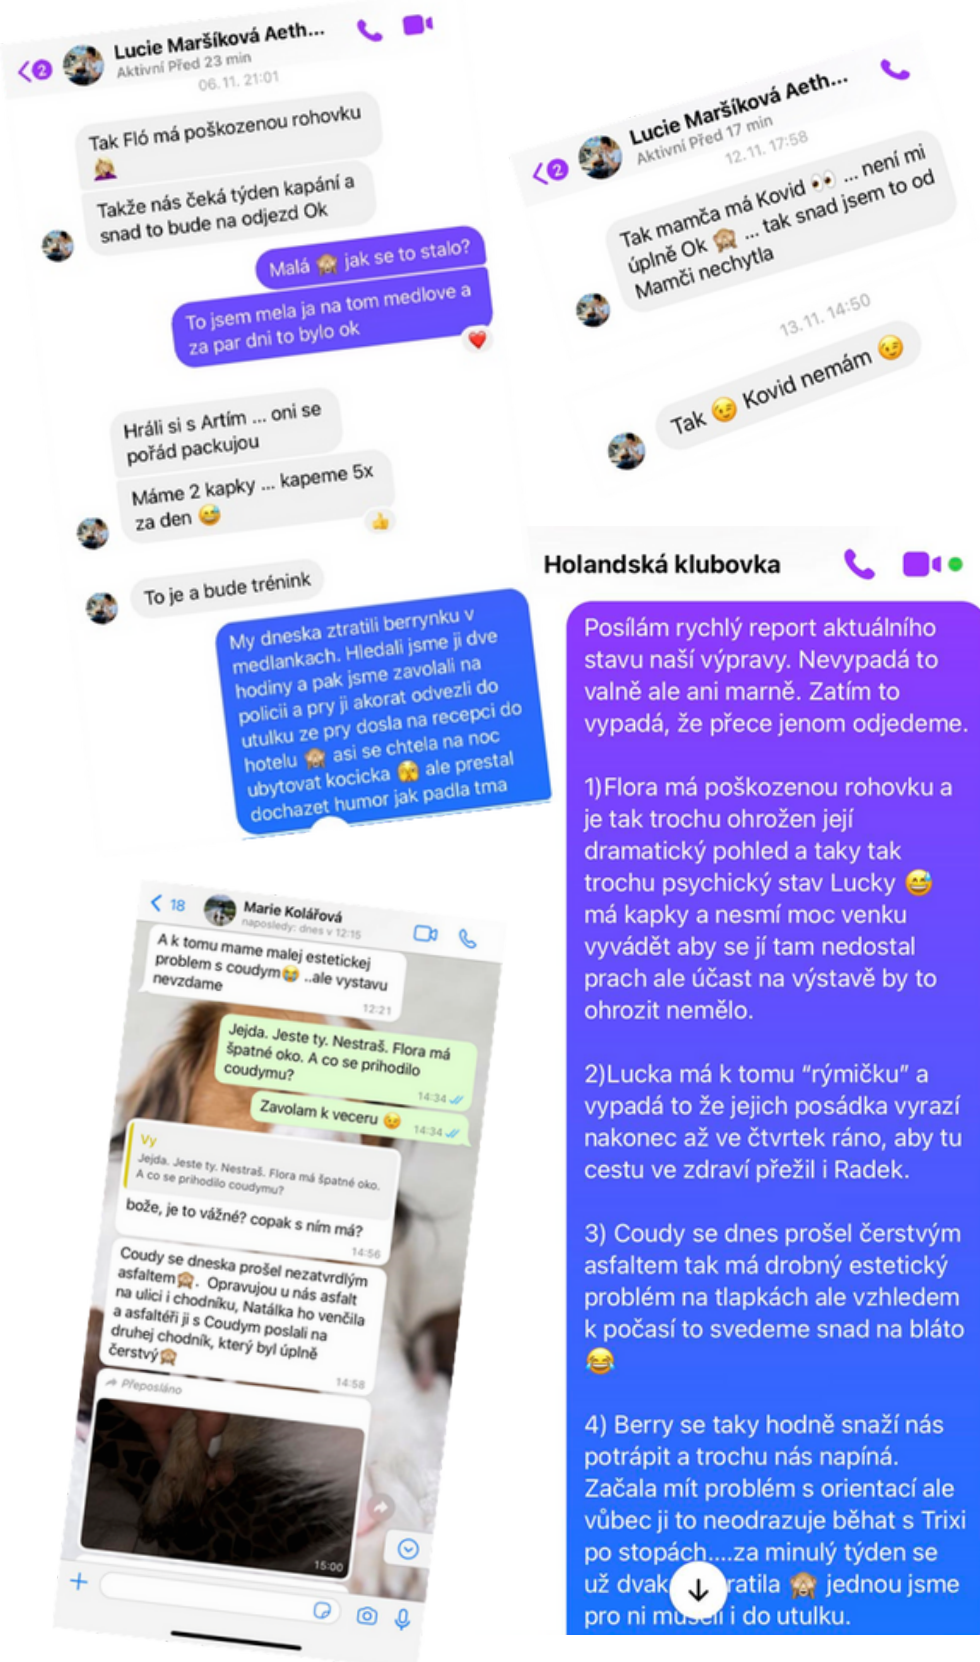 2
Lucie Maršíková Aeth...
Aktivní Před 23 min
06. 11. 21:01
Tak Fló má poškozenou rohovku
🤦🏼‍♀️
Takže nás čeká týden kapání a
snad to bude na odjezd Ok
Malá 🙈 jak se to stalo?
To jsem mela ja na tom medlove a
za par dni to bylo ok
Hráli si s Artím ... oni se
pořád packujou
Máme 2 kapky ... kapeme 5x
za den 😅
To je a bude trénink
My dneska ztratili berrynku v
medlankach. Hledali jsme ji dve
hodiny a pak jsme zavolali na
policii a pry ji akorat odvezli do
utulku ze pry dosla na recepci do
hotelu 🙈 asi se chtela na noc
ubytovat kocicka 🫣 ale prestal
dochazet humor jak padla tma
2
Lucie Maršíková Aeth...
Aktivní Před 17 min
12. 11. 17:58
Tak mamča má Kovid 👀 ... není mi
úplně Ok 🙈 ... tak snad jsem to od
Mamči nechytla
13. 11. 14:50
Tak 😉 Kovid nemám 😉
Holandská klubovka
Posílám rychlý report aktuálního
stavu naší výpravy. Nevypadá to
valně ale ani marně. Zatím to
vypadá, že přece jenom odjedeme.
1)Flora má poškozenou rohovku a
je tak trochu ohrožen její
dramatický pohled a taky tak
trochu psychický stav Lucky 😅
má kapky a nesmí moc venku
vyvádět aby se jí tam nedostal
prach ale účast na výstavě by to
ohrozit nemělo.
2)Lucka má k tomu “rýmičku” a
vypadá to že jejich posádka vyrazí
nakonec až ve čtvrtek ráno, aby tu
cestu ve zdraví přežil i Radek.
3) Coudy se dnes prošel čerstvým
asfaltem tak má drobný estetický
problém na tlapkách ale vzhledem
k počasí to svedeme snad na bláto
😂
4) Berry se taky hodně snaží nás
potrápit a trochu nás napíná.
Začala mít problém s orientací ale
vůbec ji to neodrazuje běhat s Trixi
po stopách....za minulý týden se
už dvak ratila 🙈 jednou jsme
pro ni museli i do utulku.
18
Marie Kolářová
naposledy: dnes v 12:15
A k tomu mame malej estetickej
problem s coudym😭 ..ale vystavu
nevzdame
12:21
Jejda. Jeste ty. Nestraš. Flora má
špatné oko. A co se prihodilo
coudymu?
14:34
Zavolam k veceru 😉
14:34
Vy
Jejda. Jeste ty. Nestraš. Flora má špatné oko.
A co se prihodilo coudymu?
bože, je to vážné? copak s ním má?
14:56
Coudy se dneska prošel nezatvrdlým
asfaltem🙈. Opravujou u nás asfalt
na ulici i chodníku, Natálka ho venčila
a asfaltéři ji s Coudym poslali na
druhej chodník, který byl úplně
čerstvý🙈
14:58
Přeposláno
15:00